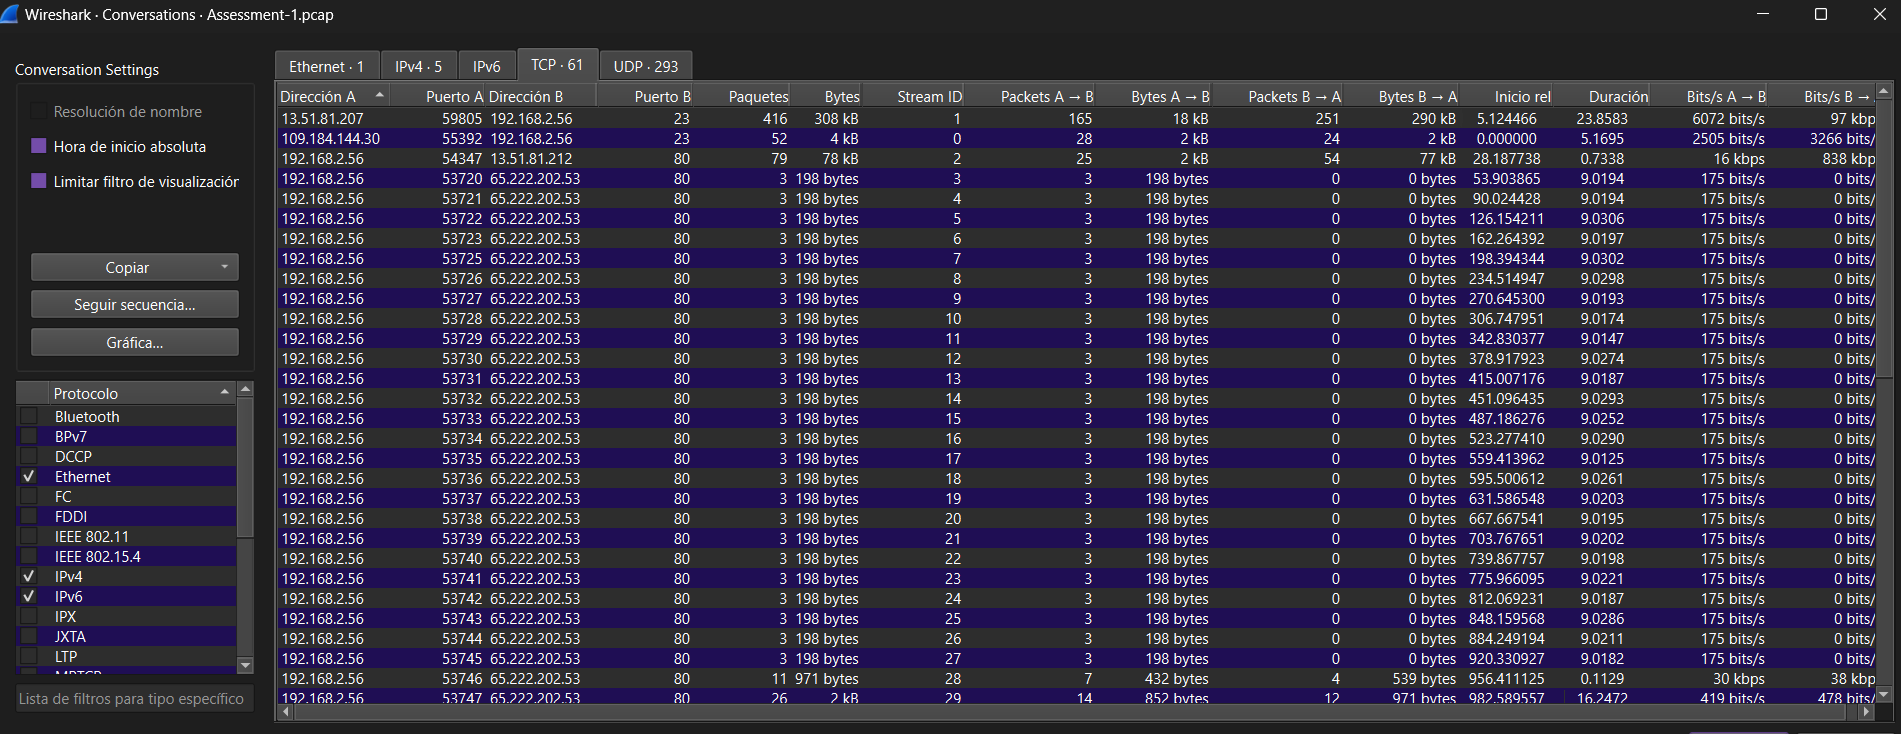 Wireshark · Conversations · Assessment-1.pcap
Conversation Settings
Resolución de nombre
Hora de inicio absoluta
Limitar filtro de visualización
Copiar
Seguir secuencia...
Gráfica...
Protocolo
Bluetooth
BPv7
DCCP
Ethernet
FC
FDDI
IEEE 802.11
IEEE 802.15.4
IPv4
IPv6
IPX
JXTA
LTP
MPTCP
Lista de filtros para tipo específico
Ethernet · 1 IPv4 · 5 IPv6 TCP · 61 UDP · 293
Dirección A Puerto A Dirección B Puerto B Paquetes Bytes Stream ID Packets A → B Bytes A → B Packets B → A Bytes B → A Inicio rel Duración Bits/s A → B Bits/s B →
13.51.81.207 59805 192.168.2.56 23 416 308 kB 1 165 18 kB 251 290 kB 5.124466 23.8583 6072 bits/s 97 kbp
109.184.144.30 55392 192.168.2.56 23 52 4 kB 0 28 2 kB 24 2 kB 0.000000 5.1695 2505 bits/s 3266 bits/
192.168.2.56 54347 13.51.81.212 80 79 78 kB 2 25 2 kB 54 77 kB 28.187738 0.7338 16 kbps 838 kbp
192.168.2.56 53720 65.222.202.53 80 3 198 bytes 3 3 198 bytes 0 0 bytes 53.903865 9.0194 175 bits/s 0 bits/
192.168.2.56 53721 65.222.202.53 80 3 198 bytes 4 3 198 bytes 0 0 bytes 90.024428 9.0194 175 bits/s 0 bits/
192.168.2.56 53722 65.222.202.53 80 3 198 bytes 5 3 198 bytes 0 0 bytes 126.154211 9.0306 175 bits/s 0 bits/
192.168.2.56 53723 65.222.202.53 80 3 198 bytes 6 3 198 bytes 0 0 bytes 162.264392 9.0197 175 bits/s 0 bits/
192.168.2.56 53725 65.222.202.53 80 3 198 bytes 7 3 198 bytes 0 0 bytes 198.394344 9.0302 175 bits/s 0 bits/
192.168.2.56 53726 65.222.202.53 80 3 198 bytes 8 3 198 bytes 0 0 bytes 234.514947 9.0298 175 bits/s 0 bits/
192.168.2.56 53727 65.222.202.53 80 3 198 bytes 9 3 198 bytes 0 0 bytes 270.645300 9.0193 175 bits/s 0 bits/
192.168.2.56 53728 65.222.202.53 80 3 198 bytes 10 3 198 bytes 0 0 bytes 306.747951 9.0174 175 bits/s 0 bits/
192.168.2.56 53729 65.222.202.53 80 3 198 bytes 11 3 198 bytes 0 0 bytes 342.830377 9.0147 175 bits/s 0 bits/
192.168.2.56 53730 65.222.202.53 80 3 198 bytes 12 3 198 bytes 0 0 bytes 378.917923 9.0274 175 bits/s 0 bits/
192.168.2.56 53731 65.222.202.53 80 3 198 bytes 13 3 198 bytes 0 0 bytes 415.007176 9.0187 175 bits/s 0 bits/
192.168.2.56 53732 65.222.202.53 80 3 198 bytes 14 3 198 bytes 0 0 bytes 451.096435 9.0293 175 bits/s 0 bits/
192.168.2.56 53733 65.222.202.53 80 3 198 bytes 15 3 198 bytes 0 0 bytes 487.186276 9.0252 175 bits/s 0 bits/
192.168.2.56 53734 65.222.202.53 80 3 198 bytes 16 3 198 bytes 0 0 bytes 523.277410 9.0290 175 bits/s 0 bits/
192.168.2.56 53735 65.222.202.53 80 3 198 bytes 17 3 198 bytes 0 0 bytes 559.413962 9.0125 175 bits/s 0 bits/
192.168.2.56 53736 65.222.202.53 80 3 198 bytes 18 3 198 bytes 0 0 bytes 595.500612 9.0261 175 bits/s 0 bits/
192.168.2.56 53737 65.222.202.53 80 3 198 bytes 19 3 198 bytes 0 0 bytes 631.586548 9.0203 175 bits/s 0 bits/
192.168.2.56 53738 65.222.202.53 80 3 198 bytes 20 3 198 bytes 0 0 bytes 667.667541 9.0195 175 bits/s 0 bits/
192.168.2.56 53739 65.222.202.53 80 3 198 bytes 21 3 198 bytes 0 0 bytes 703.767651 9.0202 175 bits/s 0 bits/
192.168.2.56 53740 65.222.202.53 80 3 198 bytes 22 3 198 bytes 0 0 bytes 739.867757 9.0198 175 bits/s 0 bits/
192.168.2.56 53741 65.222.202.53 80 3 198 bytes 23 3 198 bytes 0 0 bytes 775.966095 9.0221 175 bits/s 0 bits/
192.168.2.56 53742 65.222.202.53 80 3 198 bytes 24 3 198 bytes 0 0 bytes 812.069231 9.0187 175 bits/s 0 bits/
192.168.2.56 53743 65.222.202.53 80 3 198 bytes 25 3 198 bytes 0 0 bytes 848.159568 9.0286 175 bits/s 0 bits/
192.168.2.56 53744 65.222.202.53 80 3 198 bytes 26 3 198 bytes 0 0 bytes 884.249194 9.0211 175 bits/s 0 bits/
192.168.2.56 53745 65.222.202.53 80 3 198 bytes 27 3 198 bytes 0 0 bytes 920.330927 9.0182 175 bits/s 0 bits/
192.168.2.56 53746 65.222.202.53 80 11 971 bytes 28 7 432 bytes 4 539 bytes 956.411125 0.1129 30 kbps 38 kbp
192.168.2.56 53747 65.222.202.53 80 26 2 kB 29 14 852 bytes 12 971 bytes 982.589557 16.2472 419 bits/s 478 bits/